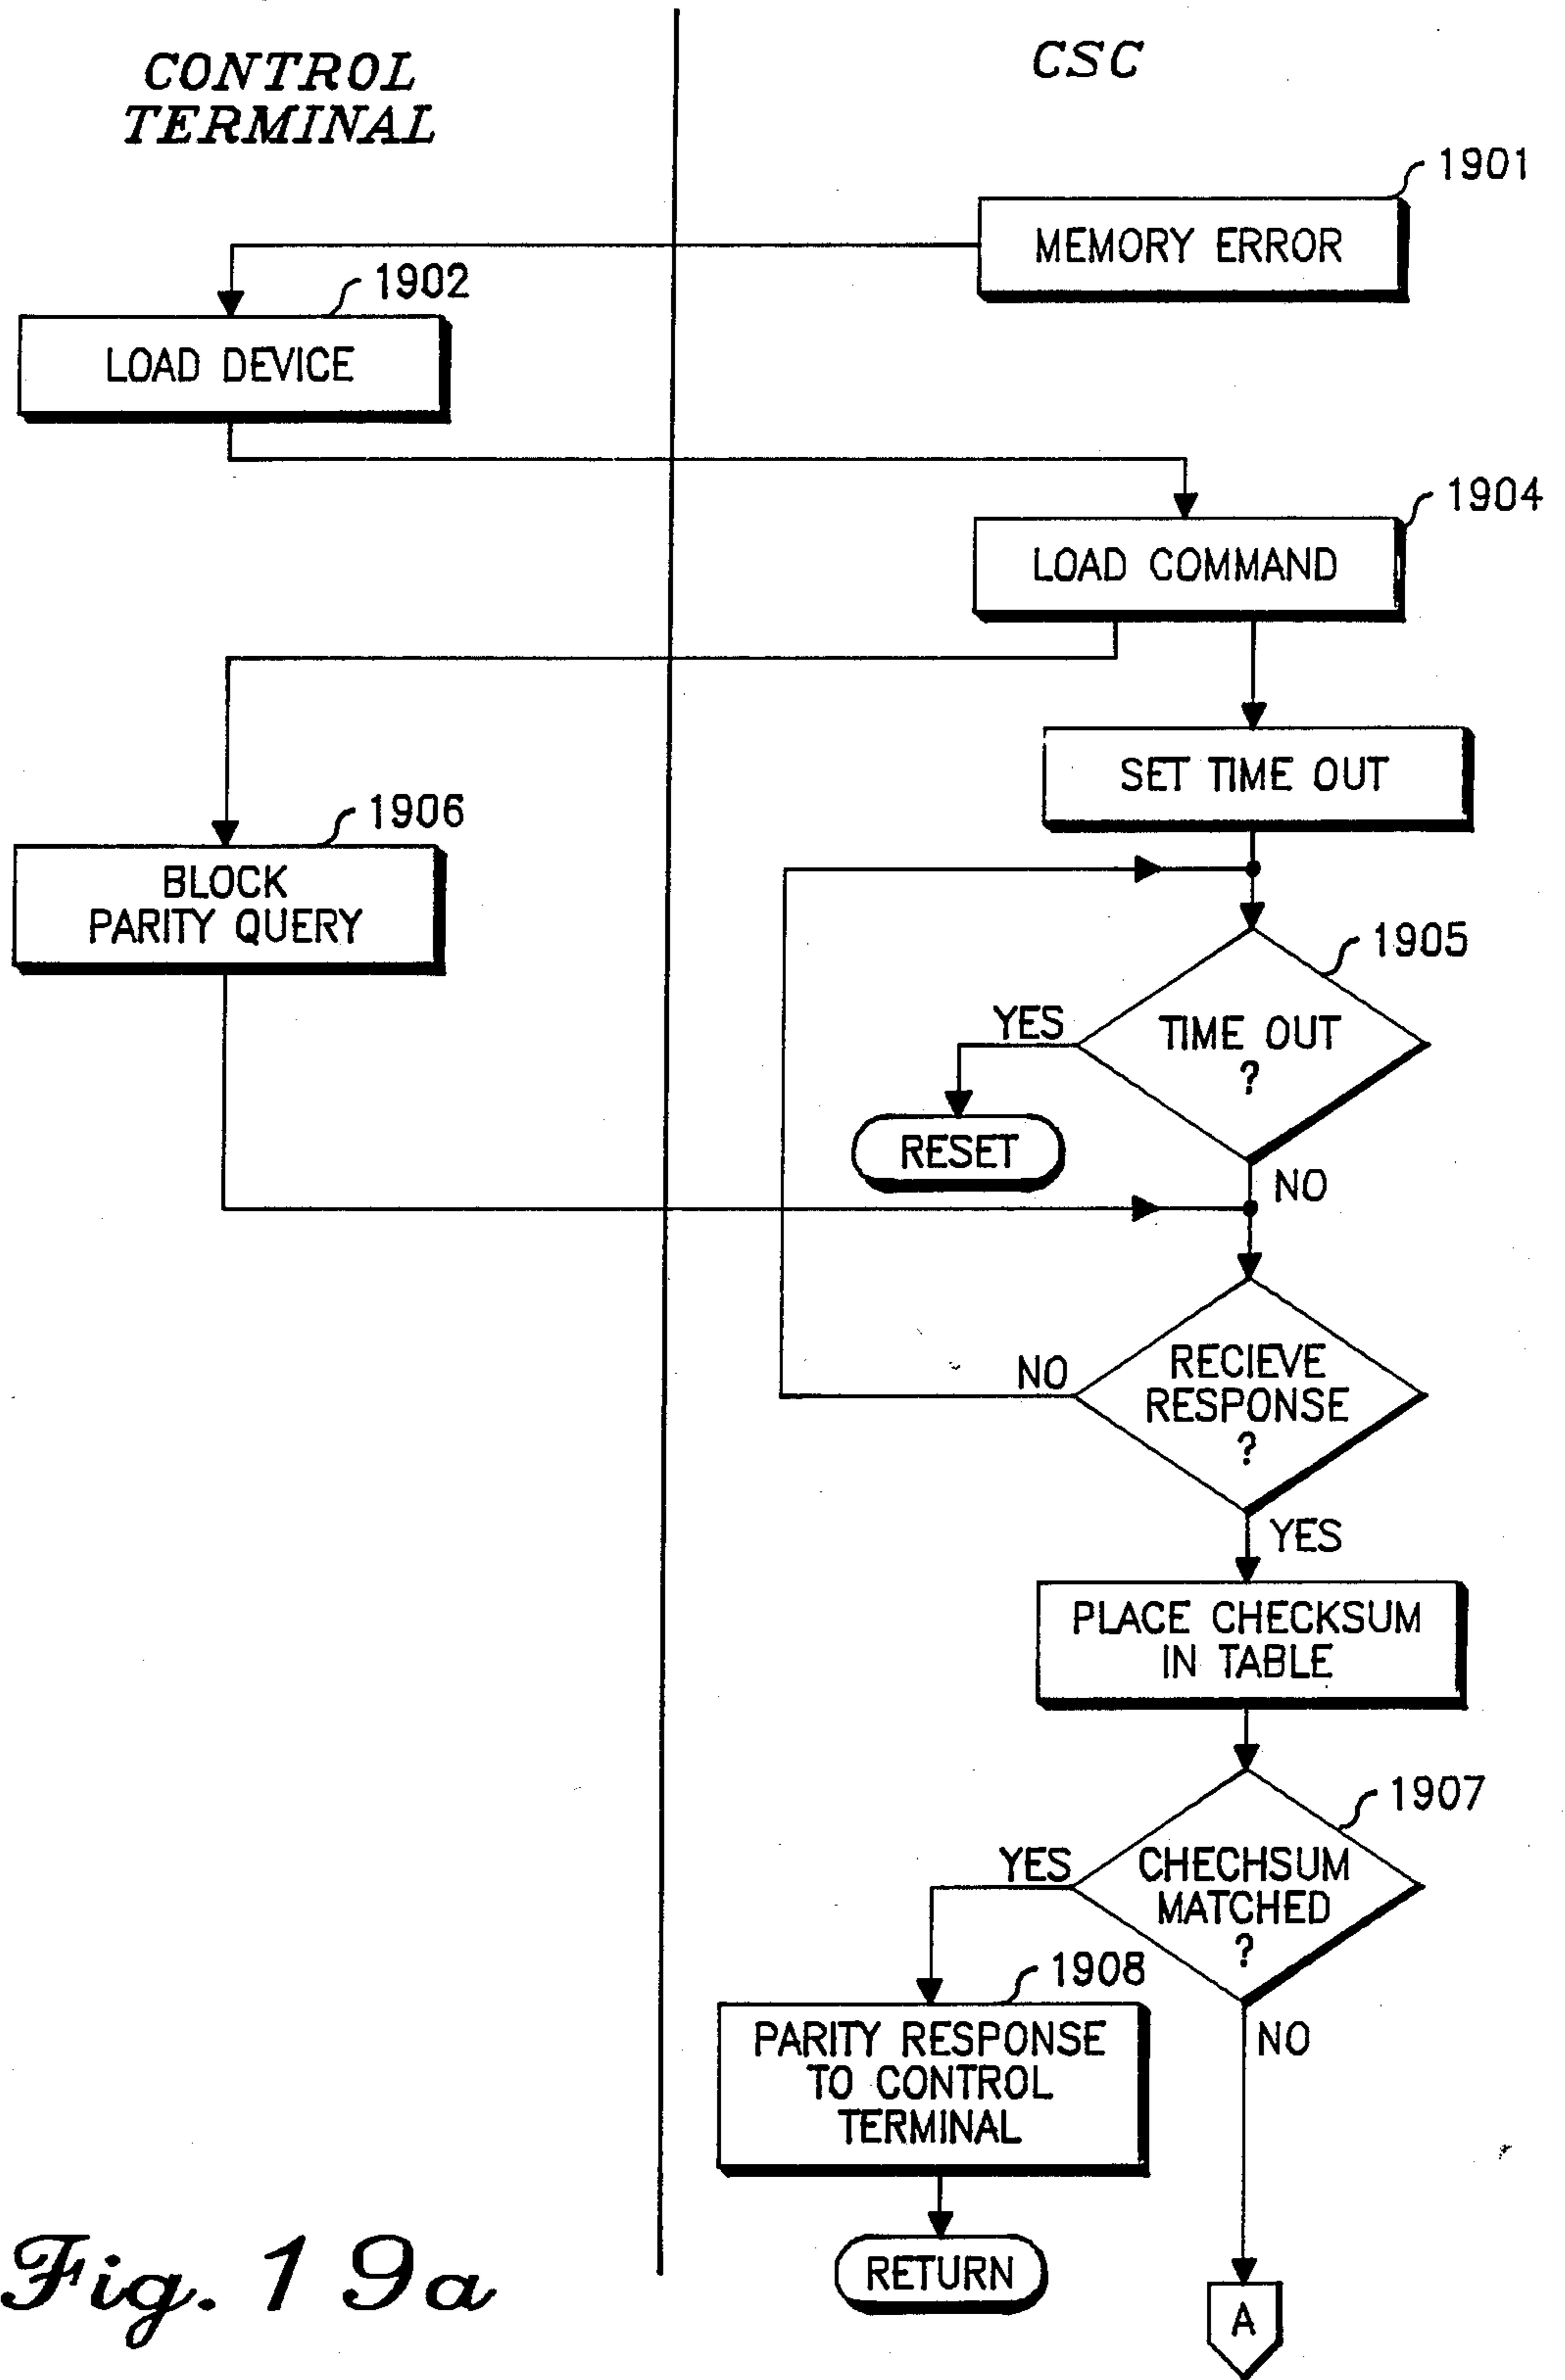 CONTROL
TERMINAL
CSC
1901
MEMORY ERROR
1902
LOAD DEVICE
1904
LOAD COMMAND
SET TIME OUT
1906
BLOCK
PARITY QUERY
1905
YES
TIME OUT
?
RESET
NO
NO
RECIEVE
RESPONSE
?
YES
PLACE CHECKSUM
IN TABLE
1907
YES
CHECHSUM
MATCHED
?
1908
PARITY RESPONSE
TO CONTROL
TERMINAL
NO
RETURN
A
Fig. 19a